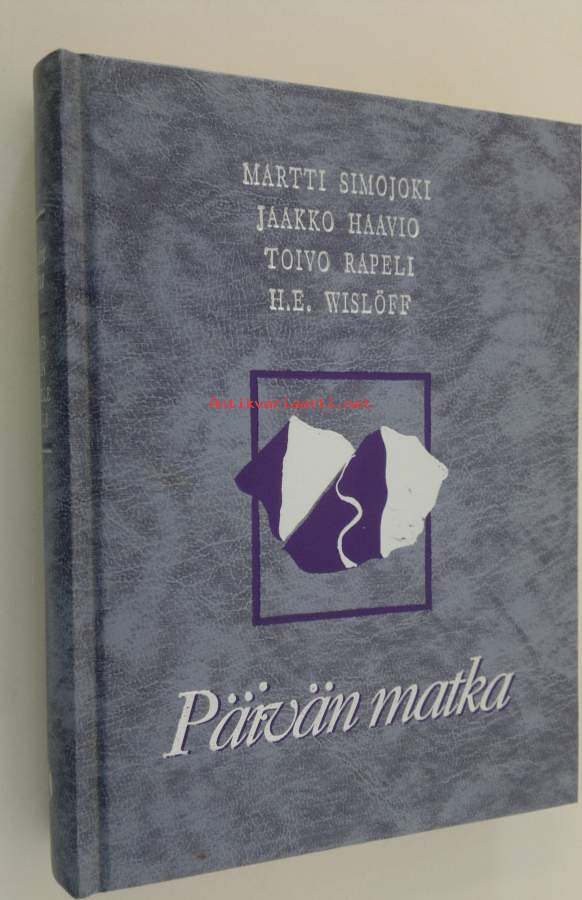 MARTTI SIMOJOKI
JAAKKO HAAVIO
TOIVO RAPELI
H.E. WISLÖFF
Antikvariaatti.net
Päivän matka